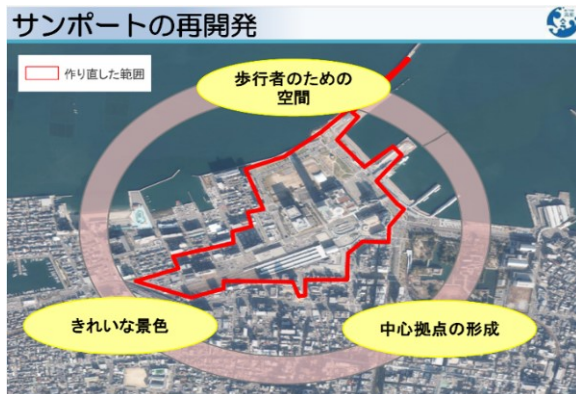 サンポートの再開発
作り直した範囲
歩行者のための
空間
きれいな景色
中心拠点の形成